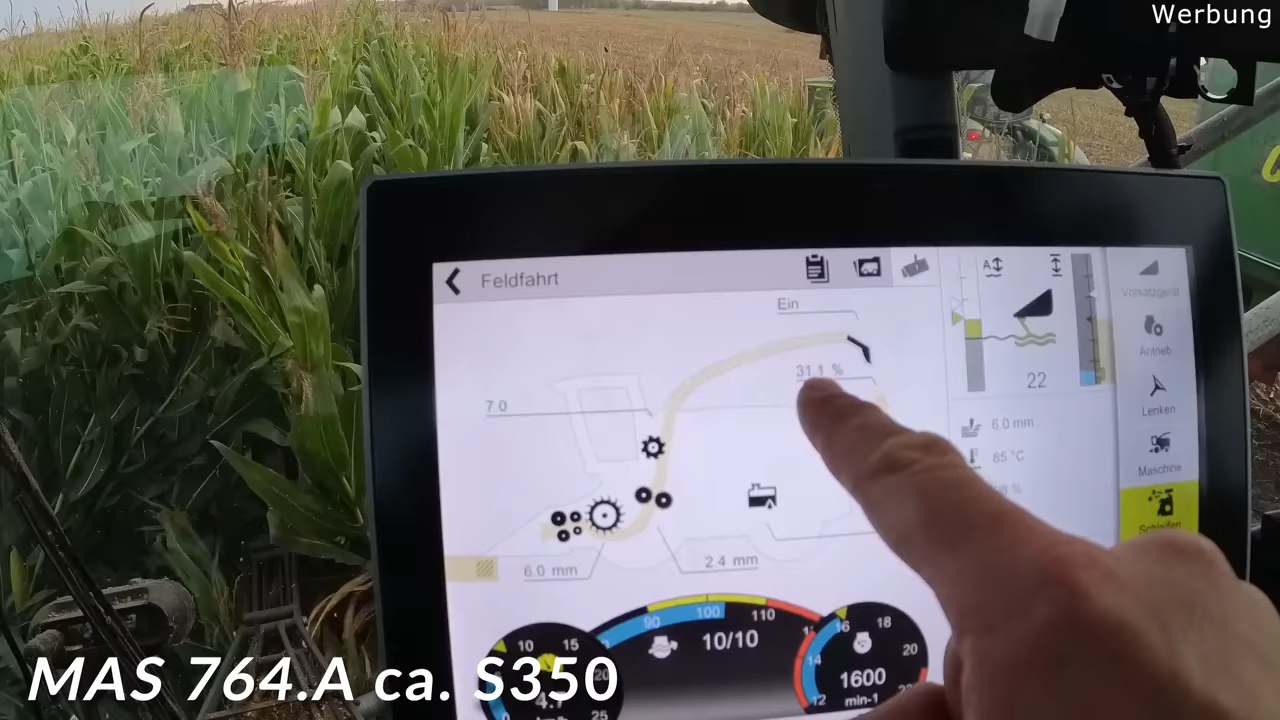 Werbung
Feldfahrt
Ein
A
31.1 %
7.0
22
Vorsatzgerät
Antrieb
Lenken
Maschine
Schleifen
6.0 mm
85 °C
6.0 mm
2.4 mm
90 100 110
10/10
10 15 20 25
14 16 18 20
12
1600
min-1
MAS 764.A ca. S350